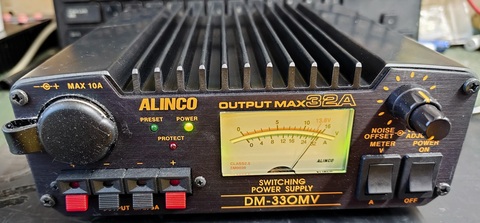 MAX 10A
ALINCO
OUTPUT MAX 32A
PRESET POWER
PROTECT
- +
NOISE
OFFSET
METER
V
POWER
ON
A OFF
ALINCO
SWITCHING
POWER SUPPLY
DM-330MV